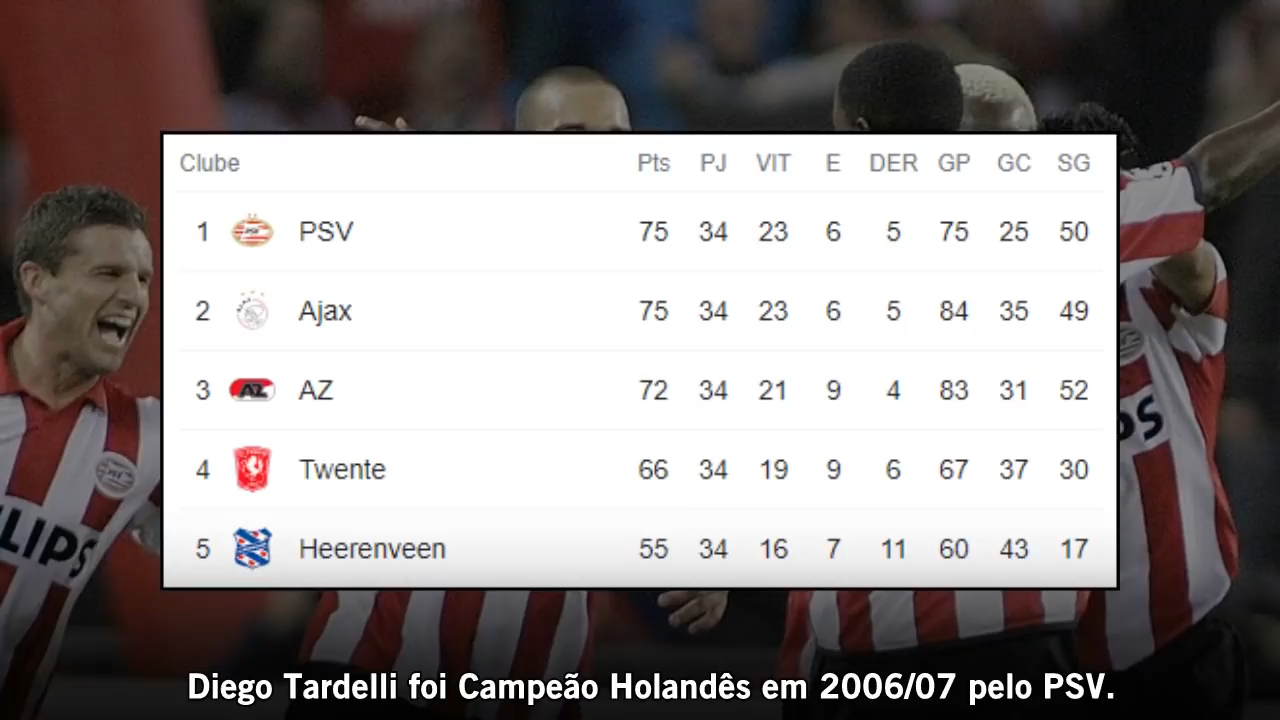 Clube Pts PJ VIT E DER GP GC SG
1 PSV 75 34 23 6 5 75 25 50
2 Ajax 75 34 23 6 5 84 35 49
3 AZ AZ 72 34 21 9 4 83 31 52
4 Twente 66 34 19 9 6 67 37 30
5 Heerenveen 55 34 16 7 11 60 43 17
Diego Tardelli foi Campeão Holandês em 2006/07 pelo PSV.